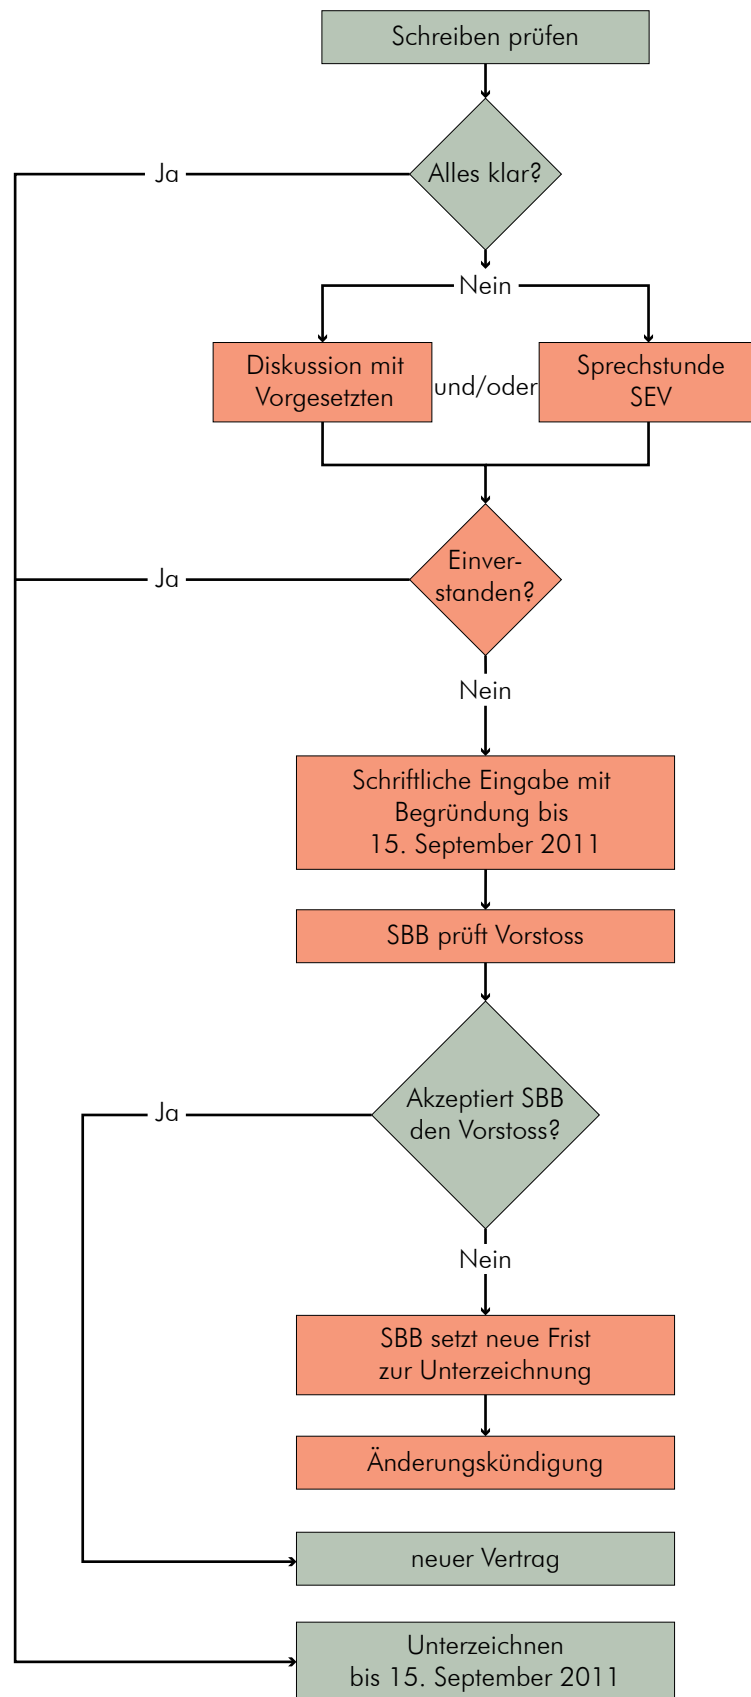 Schreiben prüfen
Ja
Alles klar?
Nein
Diskussion mit
Vorgesetzten
und/oder
Sprechstunde
SEV
Ja
Einver-
standen?
Nein
Schriftliche Eingabe mit
Begründung bis
15. September 2011
SBB prüft Vorstoss
Ja
Akzeptiert SBB
den Vorstoss?
Nein
SBB setzt neue Frist
zur Unterzeichnung
Änderungskündigung
neuer Vertrag
Unterzeichnen
bis 15. September 2011